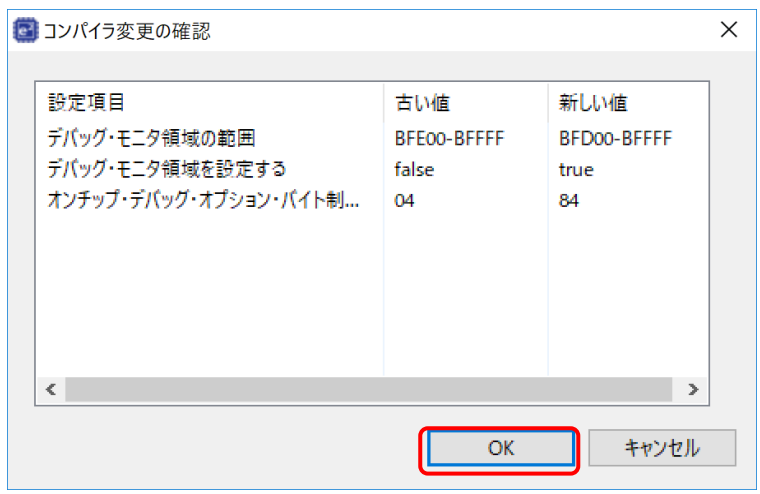 コンパイラ変更の確認
設定項目 古い値 新しい値
デバッグ・モニタ領域の範囲 BFE00-BFFFF BFD00-BFFFF
デバッグ・モニタ領域を設定する false true
オンチップ・デバッグ・オプション・バイト制... 04 84
OK キャンセル